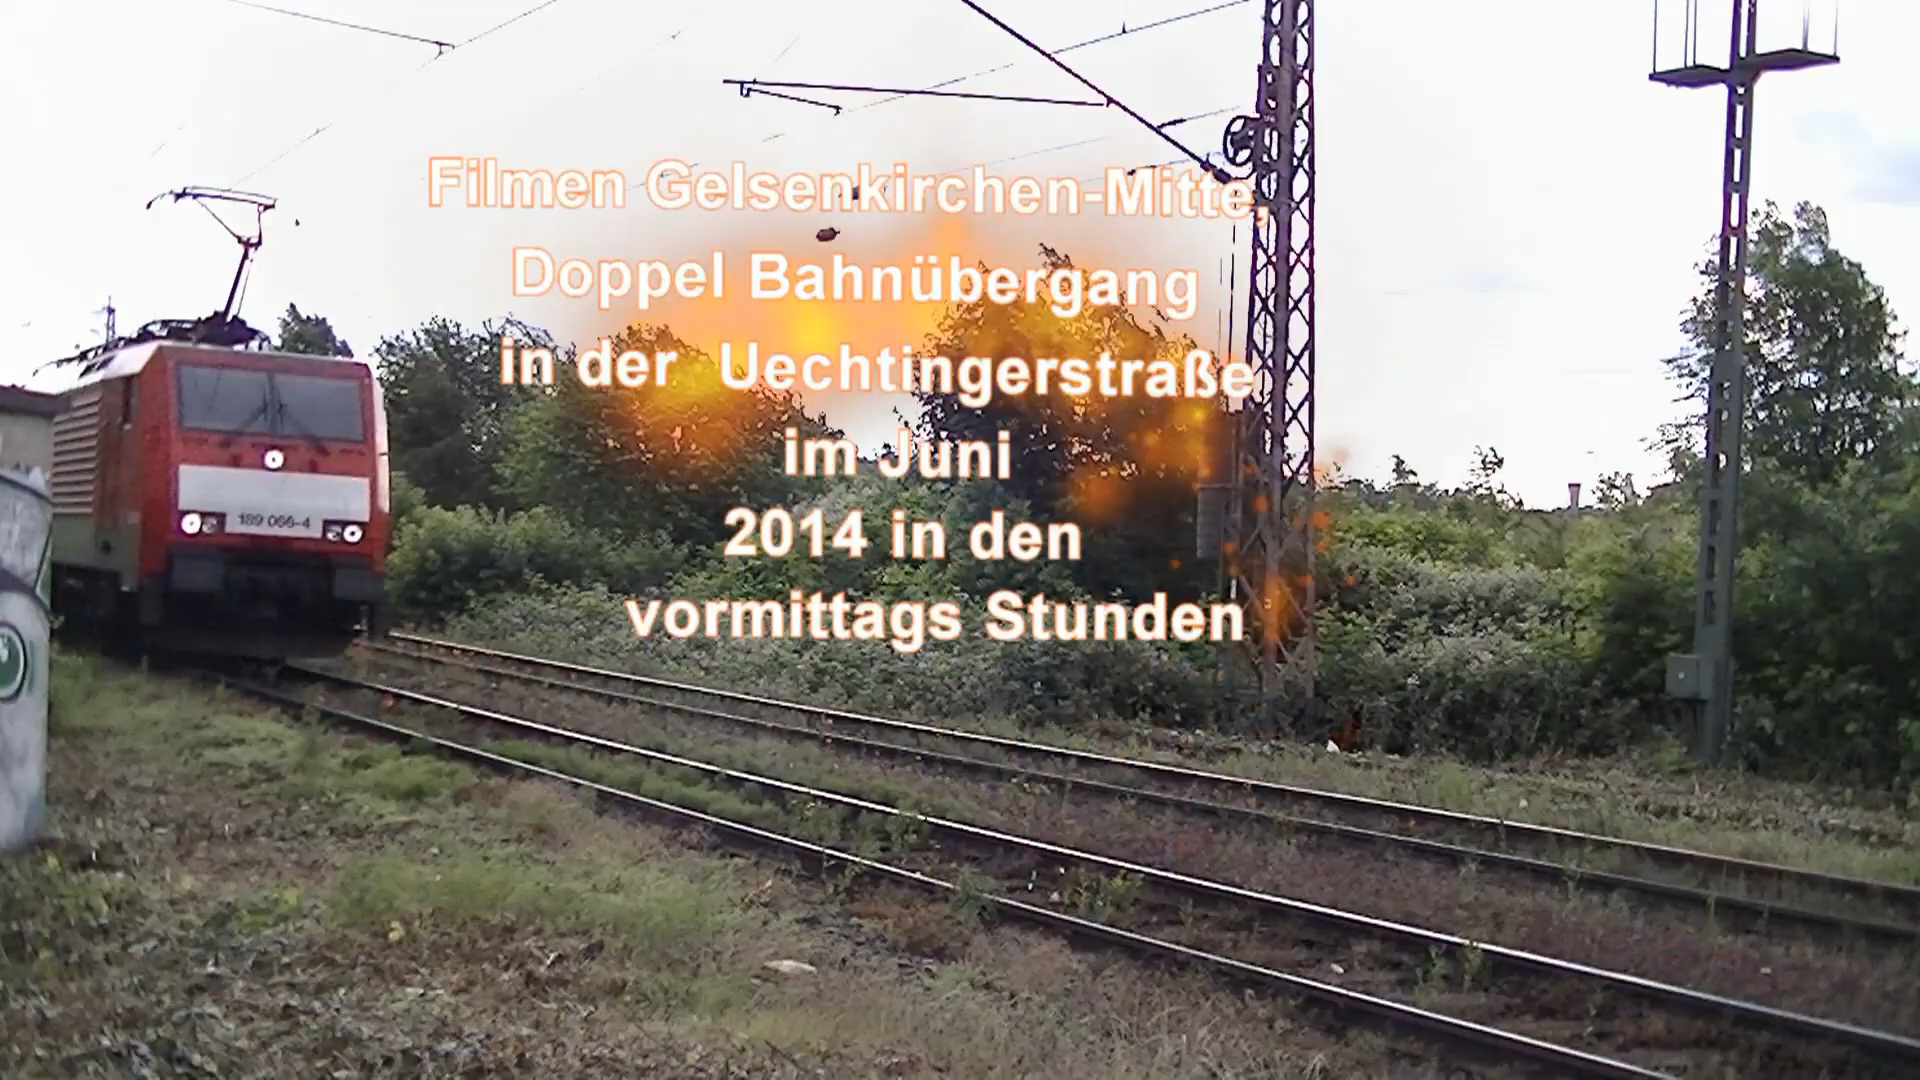 Filmen Gelsenkirchen-Mitte,
Doppel Bahnübergang
in der Uechtingerstraße
im Juni
2014 in den
vormittags Stunden
189 066-4